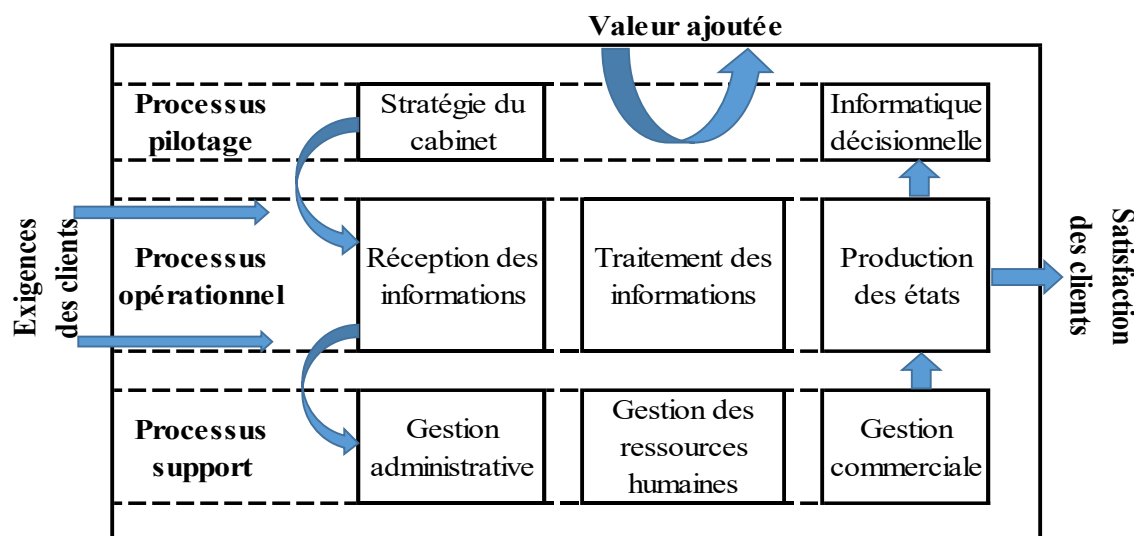 Valeur ajoutée
Processus
pilotage
Stratégie du
cabinet
Informatique
décisionnelle
Exigences
des clients
Processus
opérationnel
Réception des
informations
Traitement des
informations
Production
des états
Satisfaction
des clients
Processus
support
Gestion
administrative
Gestion des
ressources
humaines
Gestion
commerciale